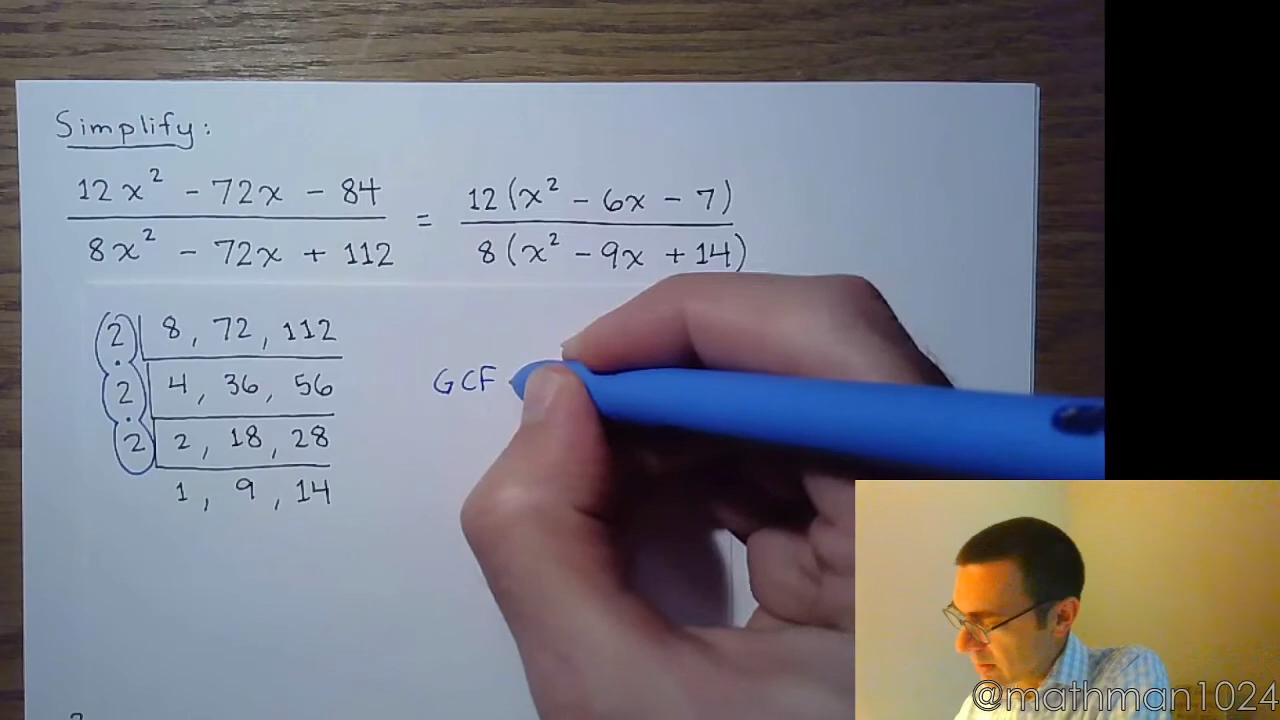 Simplify:
12x² - 72x - 84 = 12(x² - 6x - 7)
8x² - 72x + 112 8(x² - 9x + 14)
2 8, 72, 112
2 4, 36, 56 GCF
2 2, 18, 28
1, 9, 14
@mathman1024